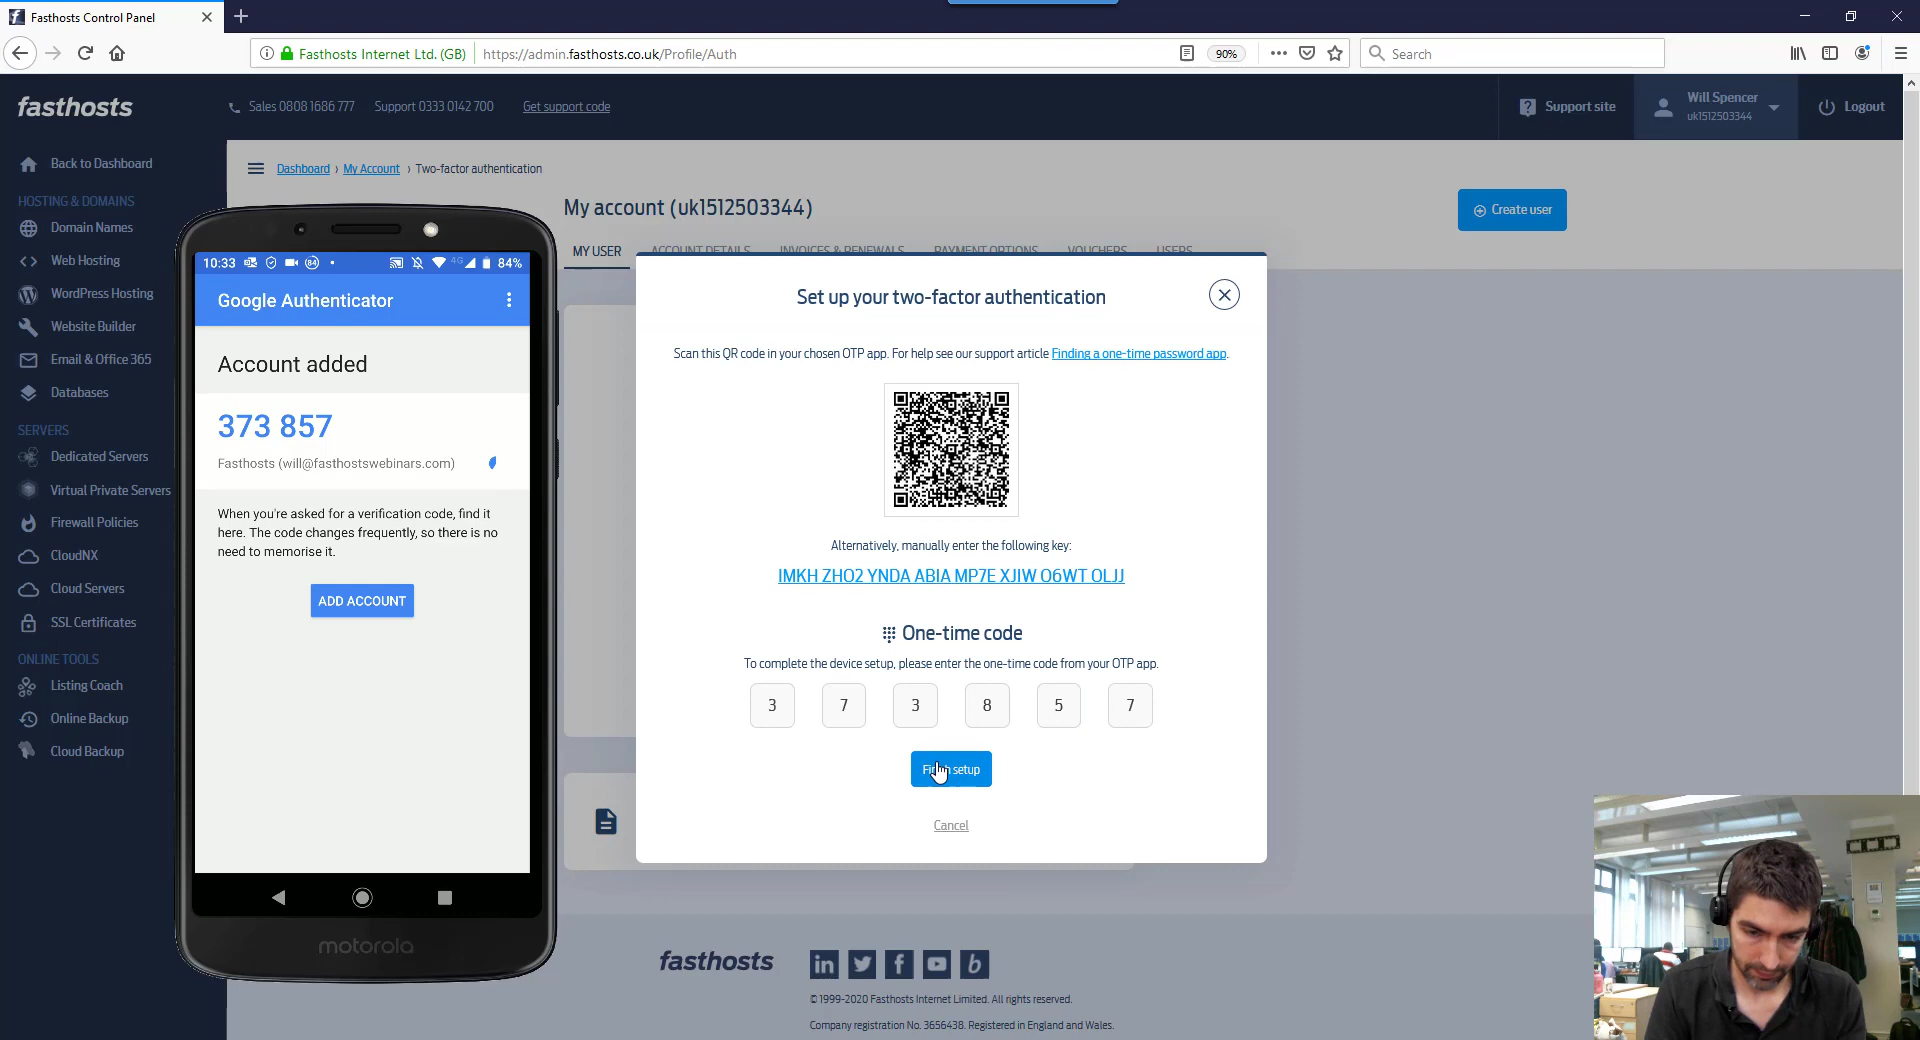 Fasthosts Control Panel
Fasthosts Internet Ltd. (GB)
https://admin.fasthosts.co.uk/Profile/Auth
90%
Search
fasthosts
Sales 0808 1686 777
Support 0333 0142 700
Get support code
Support site
Will Spencer
uk1512503344
Logout
Back to Dashboard
HOSTING & DOMAINS
Domain Names
Web Hosting
WordPress Hosting
Website Builder
Email & Office 365
Databases
SERVERS
Dedicated Servers
Virtual Private Servers
Firewall Policies
CloudNX
Cloud Servers
SSL Certificates
ONLINE TOOLS
Listing Coach
Online Backup
Cloud Backup
Dashboard › My Account › Two-factor authentication
My account (uk1512503344)
Create user
MY USER
ACCOUNT DETAILS
INVOICES & RENEWALS
PAYMENT OPTIONS
VOUCHERS
USERS
10:33
84
4G
84%
Google Authenticator
Account added
373 857
Fasthosts (will@fasthostswebinars.com)
When you're asked for a verification code, find it
here. The code changes frequently, so there is no
need to memorise it.
ADD ACCOUNT
motorola
Set up your two-factor authentication
Scan this QR code in your chosen OTP app. For help see our support article Finding a one-time password app.
Alternatively, manually enter the following key:
IMKH ZHO2 YNDA ABIA MP7E XJIW O6WT OLJJ
One-time code
To complete the device setup, please enter the one-time code from your OTP app.
3 7 3 8 5 7
setup
Cancel
fasthosts
© 1999-2020 Fasthosts Internet Limited. All rights reserved.
Company registration No. 3656438. Registered in England and Wales.